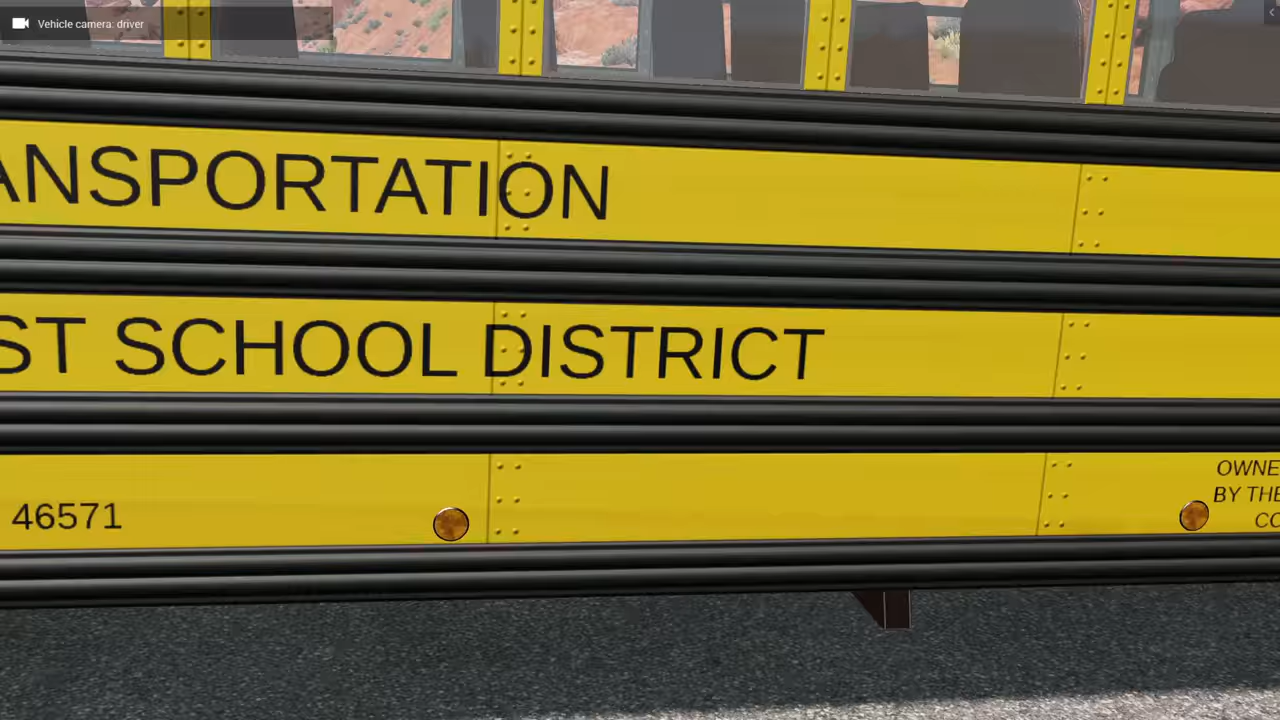 Vehicle camera: driver
ANSPORTATION
ST SCHOOL DISTRICT
46571
OWNE
BY THE
CO